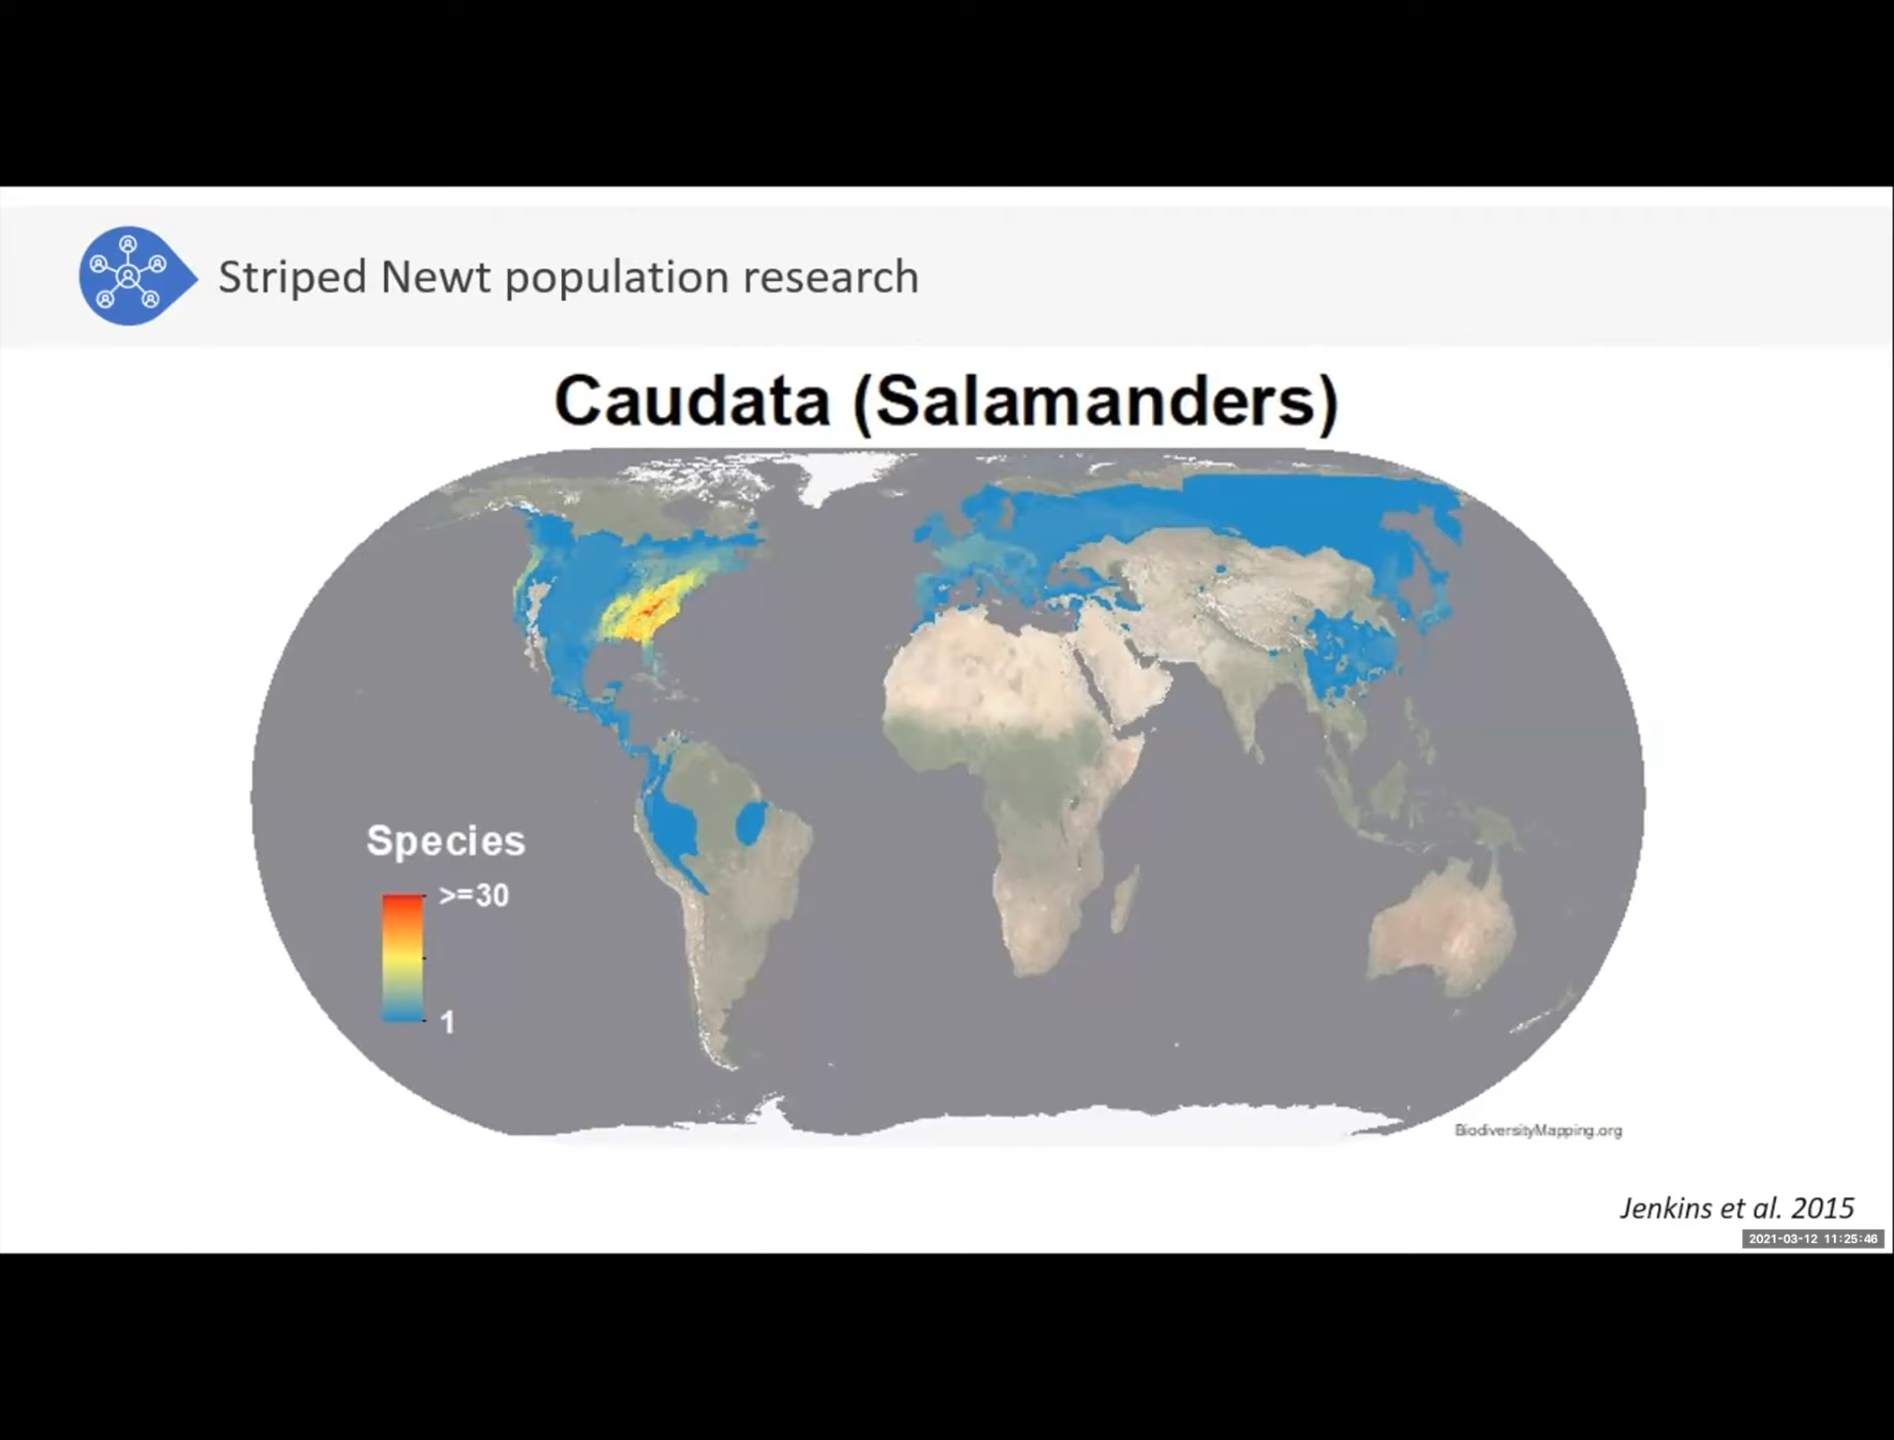 Striped Newt population research
Caudata (Salamanders)
Species
>=30
1
BiodiversityMapping.org
Jenkins et al. 2015
2021-03-12 11:25:46